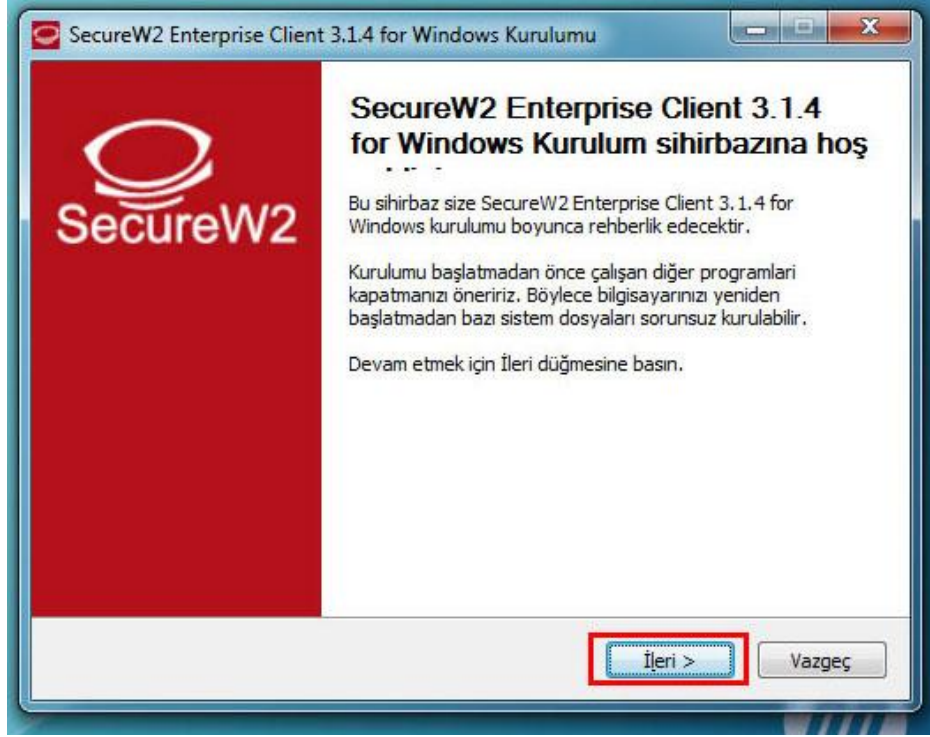 SecureW2 Enterprise Client 3.1.4 for Windows Kurulumu
SecureW2 Enterprise Client 3.1.4
for Windows Kurulum sihirbazına hoş
SecureW2
Bu sihirbaz size SecureW2 Enterprise Client 3.1.4 for
Windows kurulumu boyunca rehberlik edecektir.
Kurulumu başlatmadan önce çalışan diğer programlari
kapatmanızı öneririz. Böylece bilgisayarınızı yeniden
başlatmadan bazı sistem dosyaları sorunsuz kurulabilir.
Devam etmek için İleri düğmesine basın.
İleri >
Vazgeç